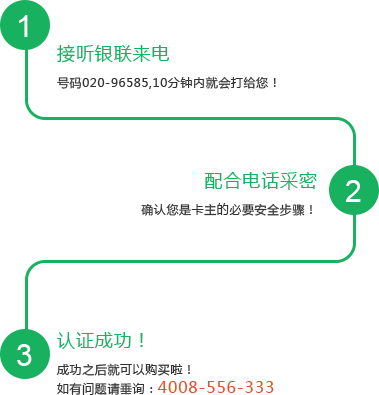 1
接听银联来电
号码020-96585,10分钟内就会打给您！
配合电话采密
2
确认您是卡主的必要安全步骤！
3
认证成功！
成功之后就可以购买啦！
如有问题请垂询：4008-556-333